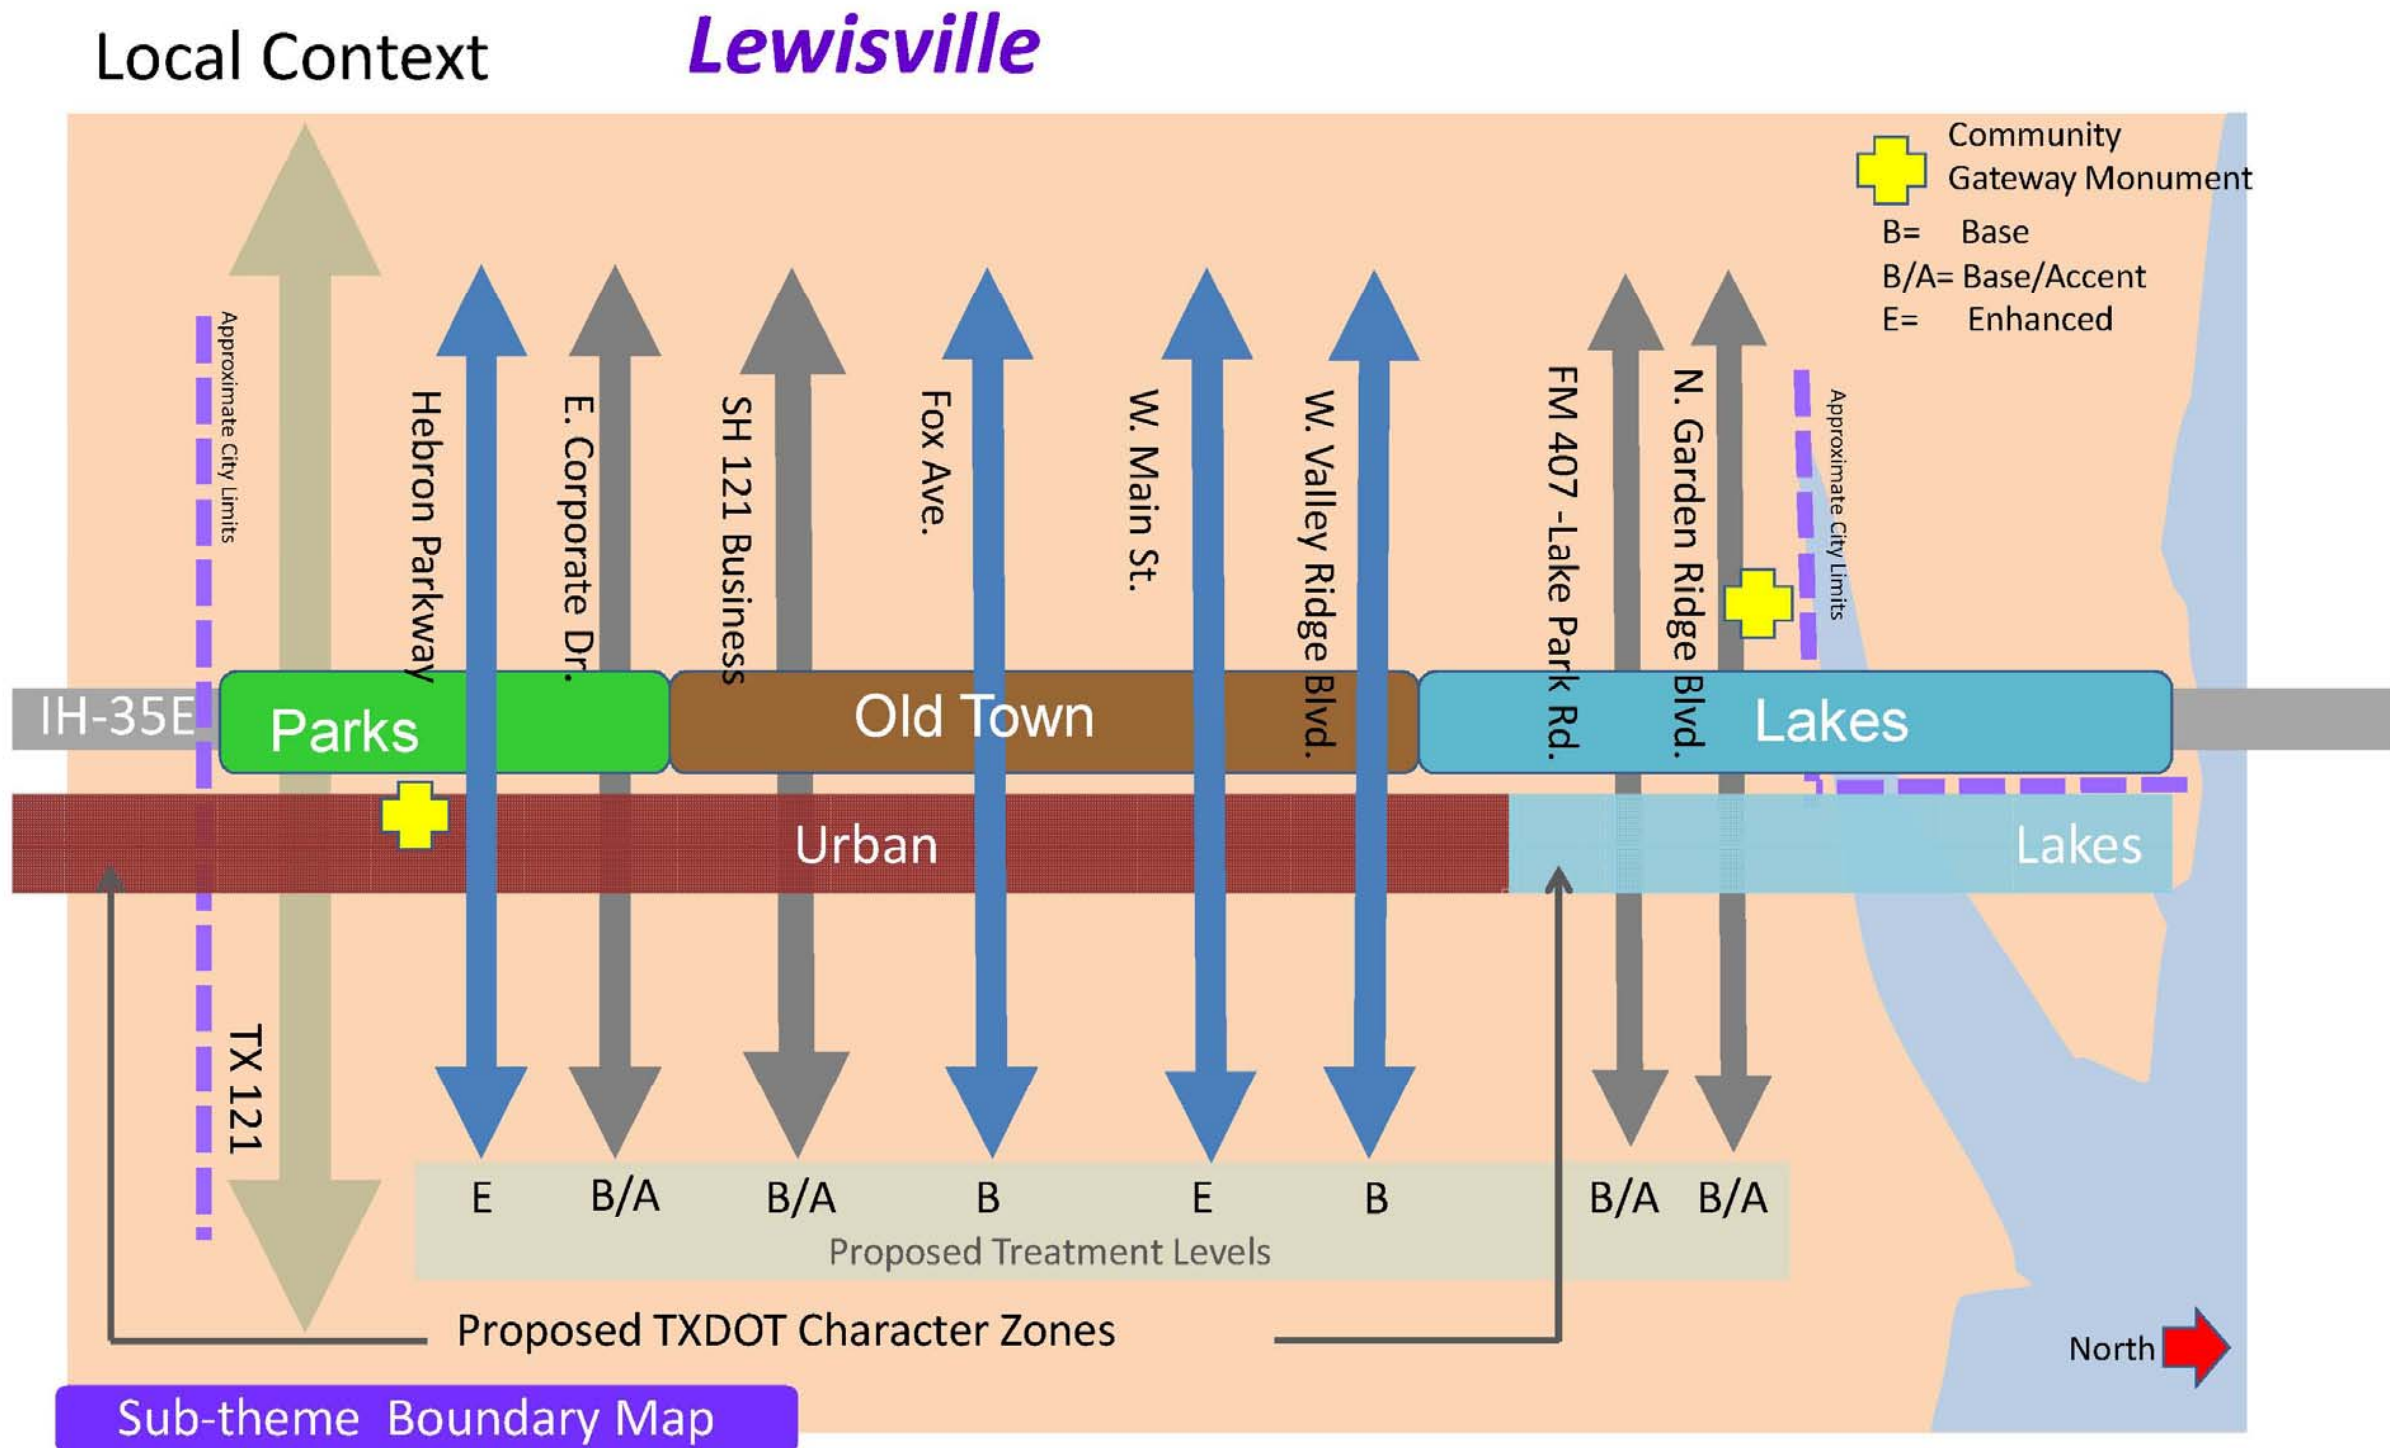 Local Context
Lewisville
Community
Gateway Monument
B= Base
B/A= Base/Accent
E= Enhanced
Approximate City Limits
Hebron Parkway
E. Corporate Dr.
SH 121 Business
Fox Ave.
W. Main St.
W. Valley Ridge Blvd.
FM 407 -Lake Park Rd.
N. Garden Ridge Blvd.
Approximate City Limits
IH-35E
Parks
Old Town
Lakes
Urban
Lakes
TX 121
E B/A B/A B E B B/A B/A
Proposed Treatment Levels
Proposed TXDOT Character Zones
North
Sub-theme Boundary Map